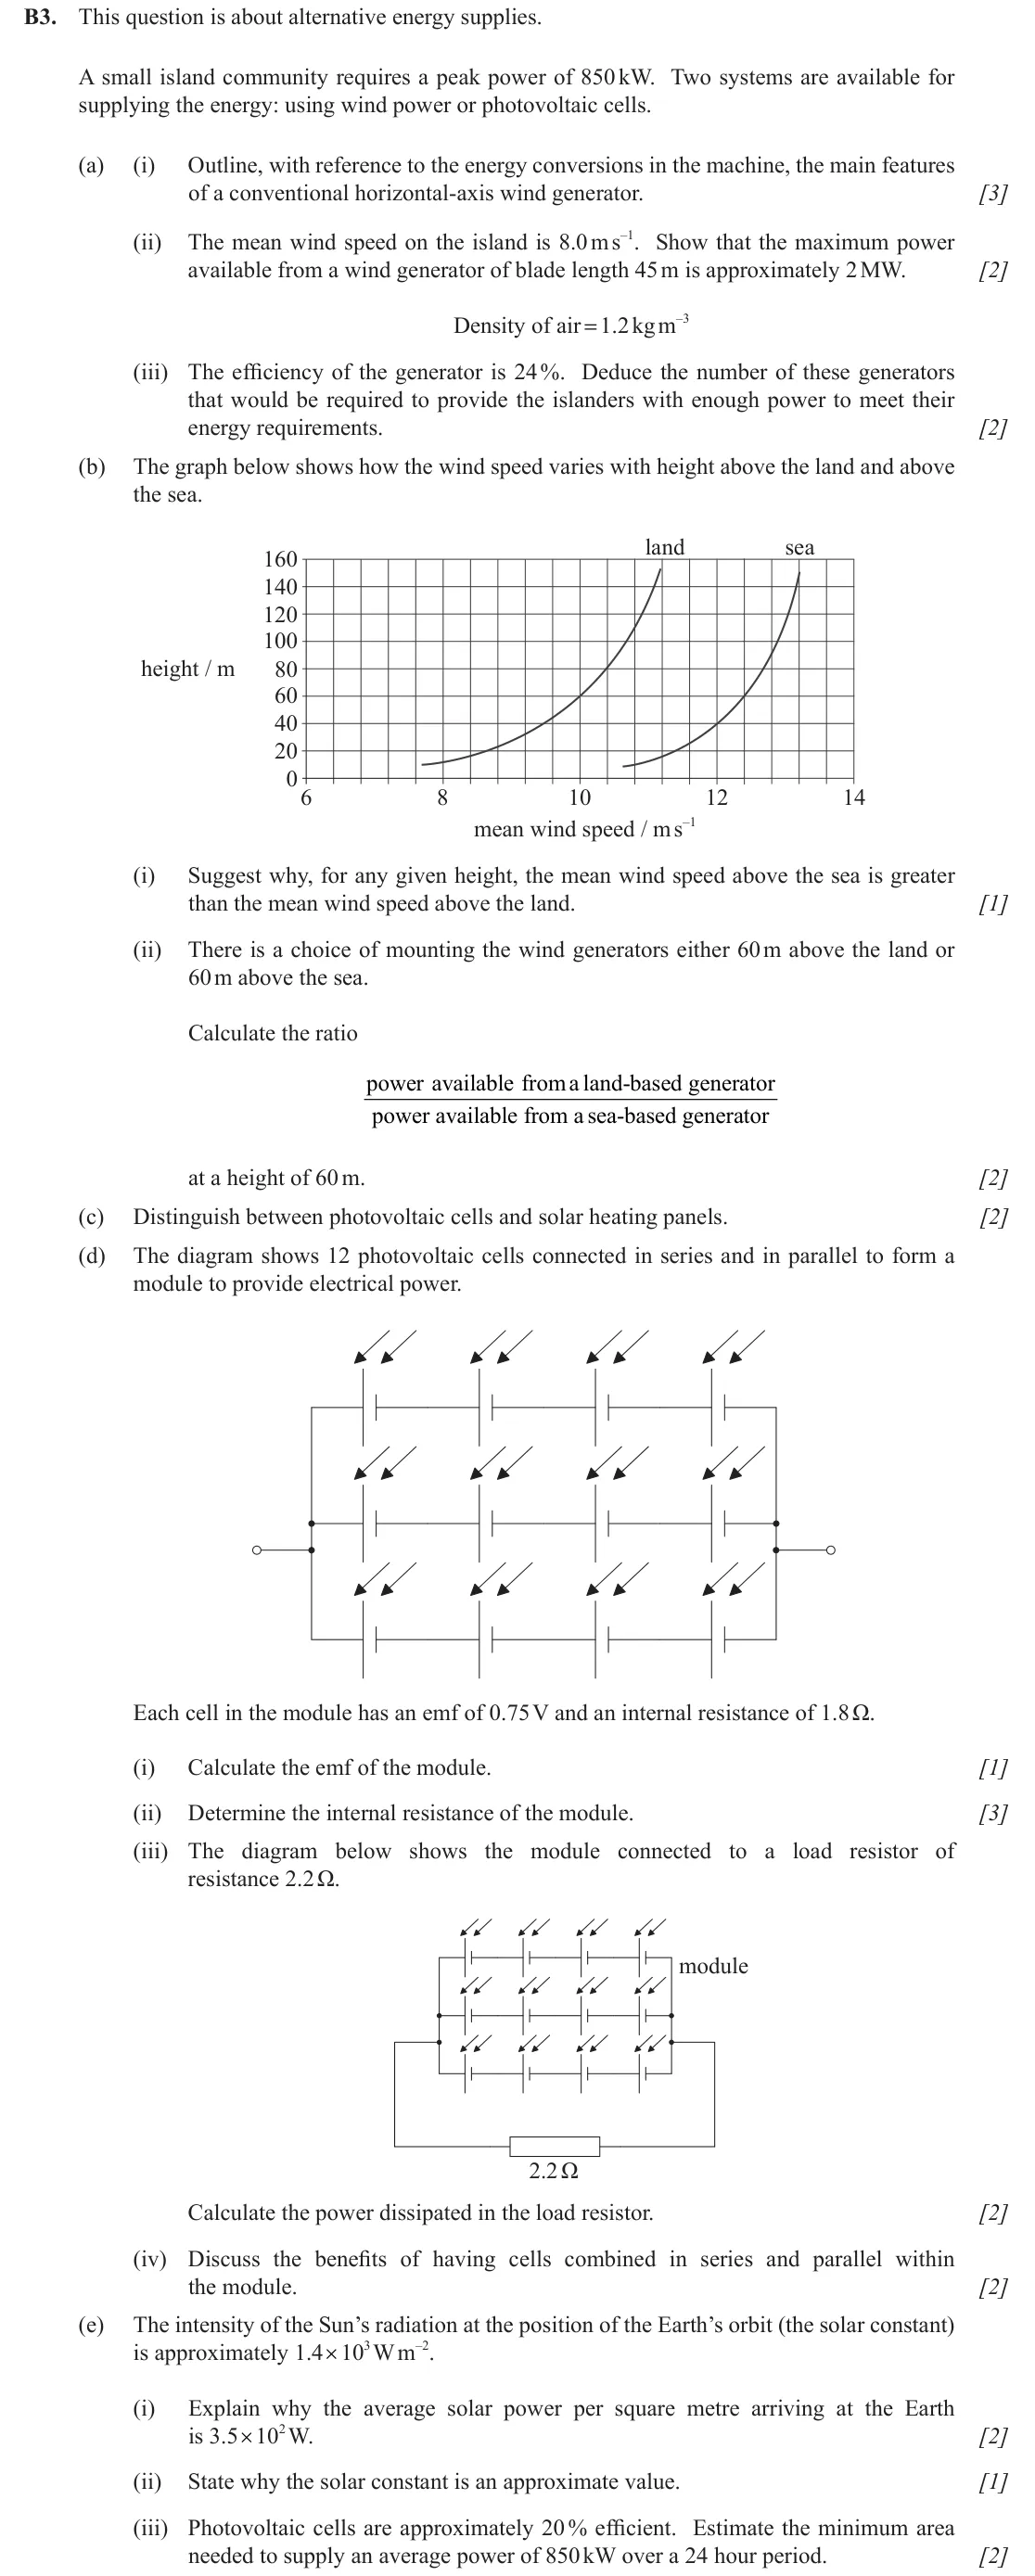 B3. This question is about alternative energy supplies.
A small island community requires a peak power of 850 kW. Two systems are available for
supplying the energy: using wind power or photovoltaic cells.
(a) (i) Outline, with reference to the energy conversions in the machine, the main features
of a conventional horizontal-axis wind generator. [3]
(ii) The mean wind speed on the island is 8.0 m s⁻¹. Show that the maximum power
available from a wind generator of blade length 45 m is approximately 2 MW. [2]
Density of air = 1.2 kg m⁻³
(iii) The efficiency of the generator is 24%. Deduce the number of these generators
that would be required to provide the islanders with enough power to meet their
energy requirements. [2]
(b) The graph below shows how the wind speed varies with height above the land and above
the sea.
land sea
160
140
120
100
height / m 80
60
40
20
0
6 8 10 12 14
mean wind speed / m s⁻¹
(i) Suggest why, for any given height, the mean wind speed above the sea is greater
than the mean wind speed above the land. [1]
(ii) There is a choice of mounting the wind generators either 60 m above the land or
60 m above the sea.
Calculate the ratio
power available from a land-based generator
power available from a sea-based generator
at a height of 60 m. [2]
(c) Distinguish between photovoltaic cells and solar heating panels. [2]
(d) The diagram shows 12 photovoltaic cells connected in series and in parallel to form a
module to provide electrical power.
Each cell in the module has an emf of 0.75 V and an internal resistance of 1.8 Ω.
(i) Calculate the emf of the module. [1]
(ii) Determine the internal resistance of the module. [3]
(iii) The diagram below shows the module connected to a load resistor of
resistance 2.2 Ω.
module
2.2 Ω
Calculate the power dissipated in the load resistor. [2]
(iv) Discuss the benefits of having cells combined in series and parallel within
the module. [2]
(e) The intensity of the Sun's radiation at the position of the Earth's orbit (the solar constant)
is approximately 1.4 × 10³ W m⁻².
(i) Explain why the average solar power per square metre arriving at the Earth
is 3.5 × 10² W. [2]
(ii) State why the solar constant is an approximate value. [1]
(iii) Photovoltaic cells are approximately 20% efficient. Estimate the minimum area
needed to supply an average power of 850 kW over a 24 hour period. [2]